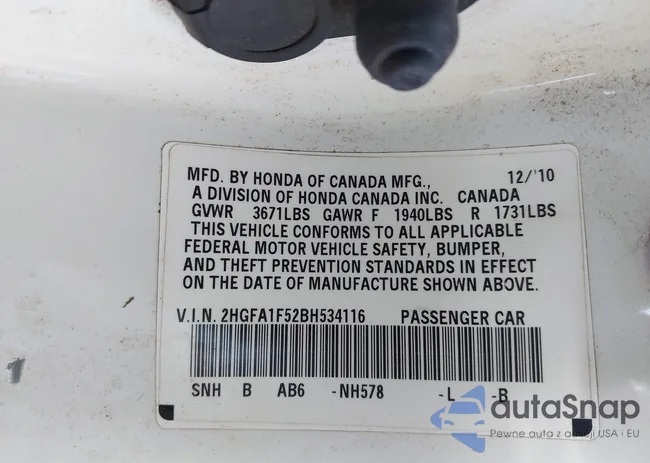 MFD. BY HONDA OF CANADA MFG., 12/'10
A DIVISION OF HONDA CANADA INC. CANADA
GVWR 3671LBS GAWR F 1940LBS R 1731LBS
THIS VEHICLE CONFORMS TO ALL APPLICABLE
FEDERAL MOTOR VEHICLE SAFETY, BUMPER,
AND THEFT PREVENTION STANDARDS IN EFFECT
ON THE DATE OF MANUFACTURE SHOWN ABOVE.
V.I.N. 2HGFA1F52BH534116 PASSENGER CAR
SNH B AB6 -NH578 -L -B
autaSnap
Pewne auta z aukcji USA i EU